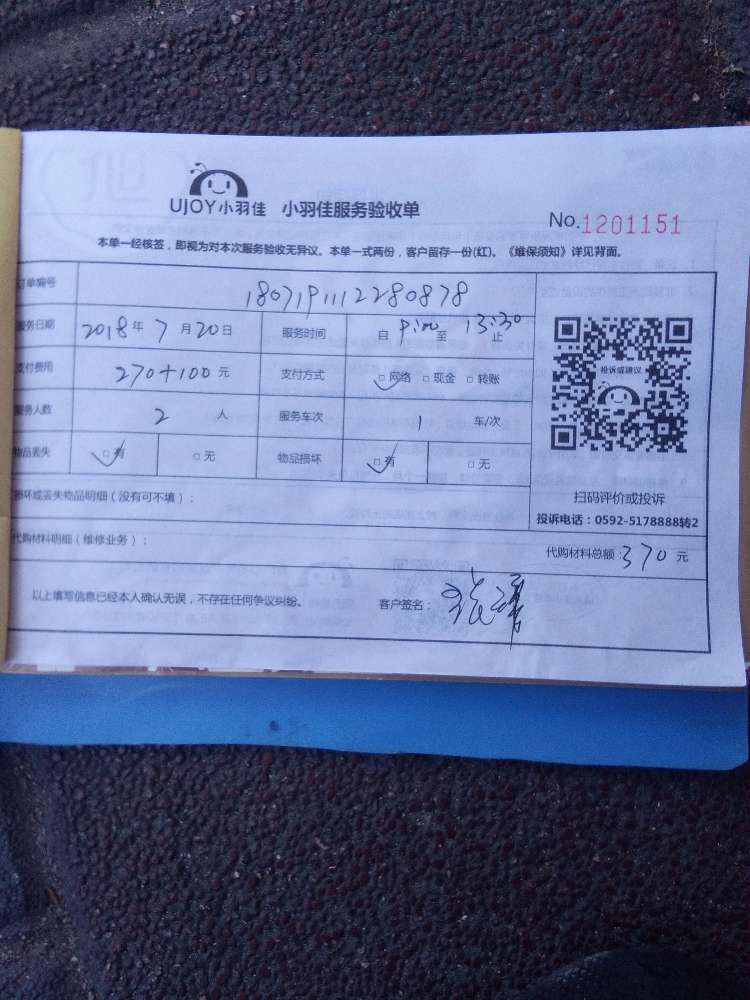 UJOY小羽佳 小羽佳服务验收单
No.1201151
本单一经核签，即视为对本次服务验收无异议。本单一式两份，客户留存一份(红)。《维保须知》详见背面。
订单编号 1807191112280878
服务日期 2018年7月20日 服务时间 自 9:00 至 13:30 止
支付费用 270+100元 支付方式 □网络 □现金 □转账
服务人数 2 人 服务车次 1 车/次
物品丢失 □有 □无 物品损坏 □有 □无
投诉或建议
扫码评价或投诉
投诉电话：0592-5178888转2
损坏或丢失物品明细（没有可不填）：
代购材料明细（维修业务）： 代购材料总额：370元
以上填写信息已经本人确认无误，不存在任何争议纠纷。 客户签名：